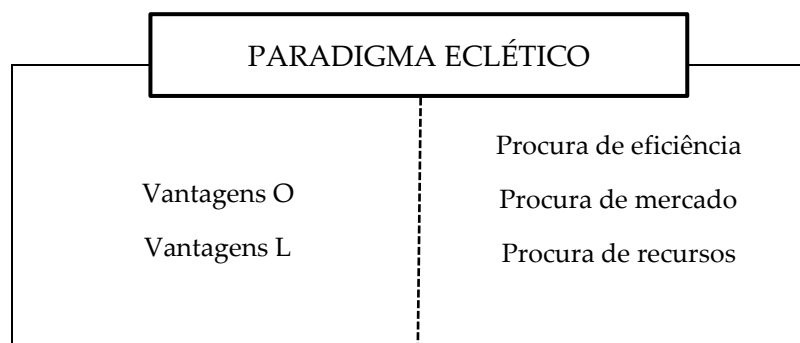 PARADIGMA ECLÉTICO
Vantagens O
Vantagens L
Procura de eficiência
Procura de mercado
Procura de recursos